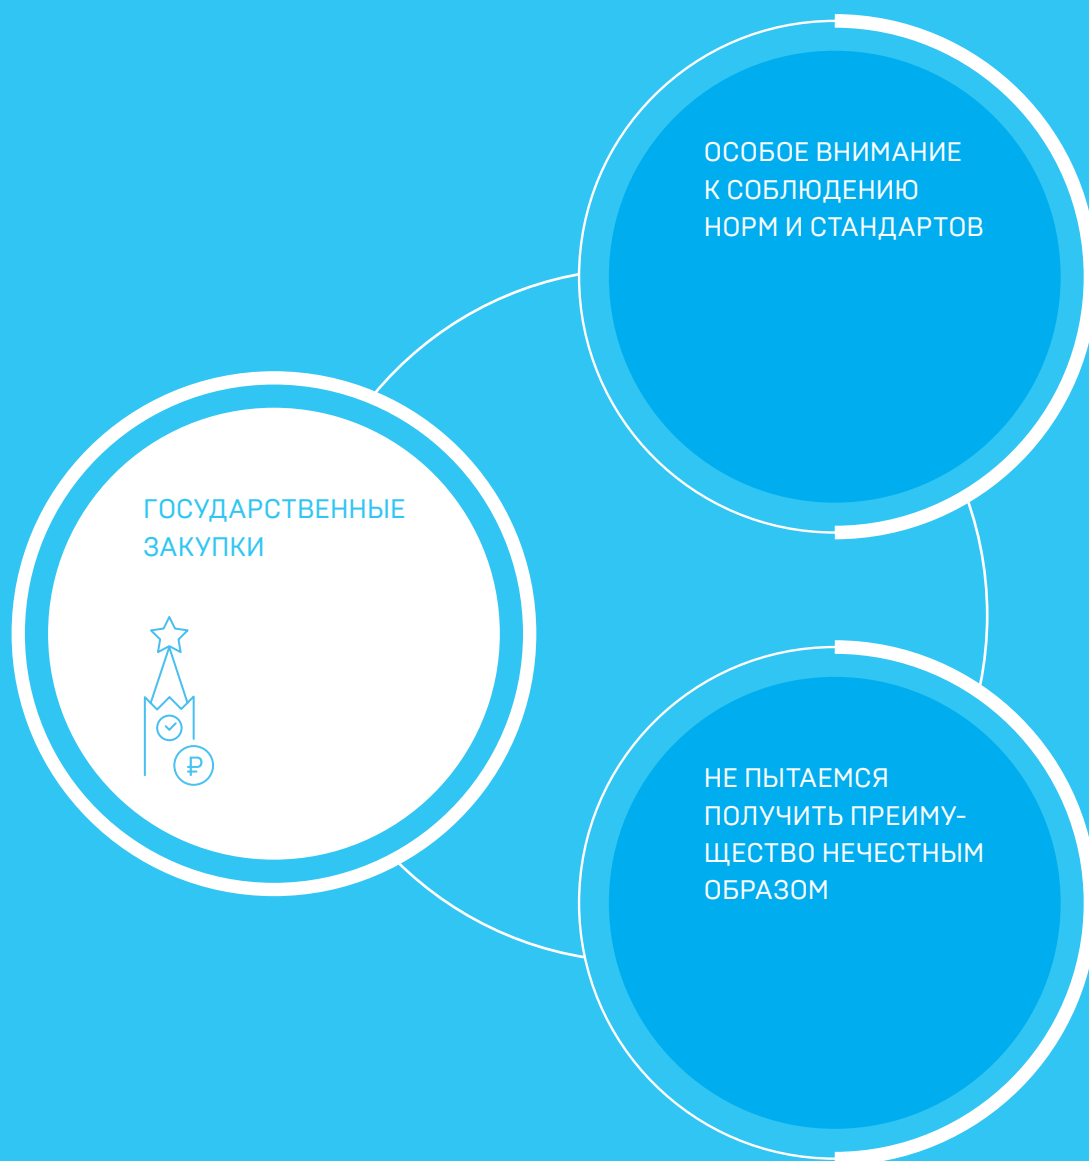 ОСОБОЕ ВНИМАНИЕ
К СОБЛЮДЕНИЮ
НОРМ И СТАНДАРТОВ
ГОСУДАРСТВЕННЫЕ
ЗАКУПКИ
₽
НЕ ПЫТАЕМСЯ
ПОЛУЧИТЬ ПРЕИМУ-
ЩЕСТВО НЕЧЕСТНЫМ
ОБРАЗОМ